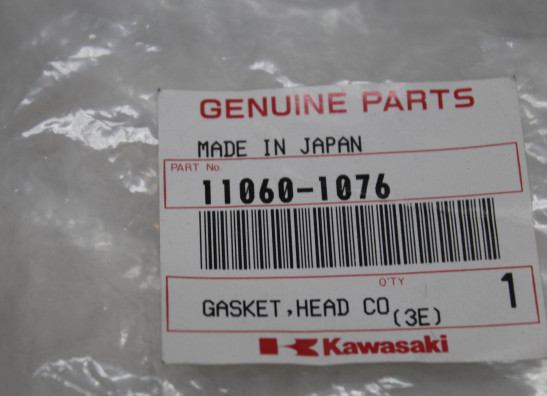 GENUINE PARTS
MADE IN JAPAN
PART No.
11060-1076
Q'TY
1
GASKET,HEAD CO(3E)
Kawasaki